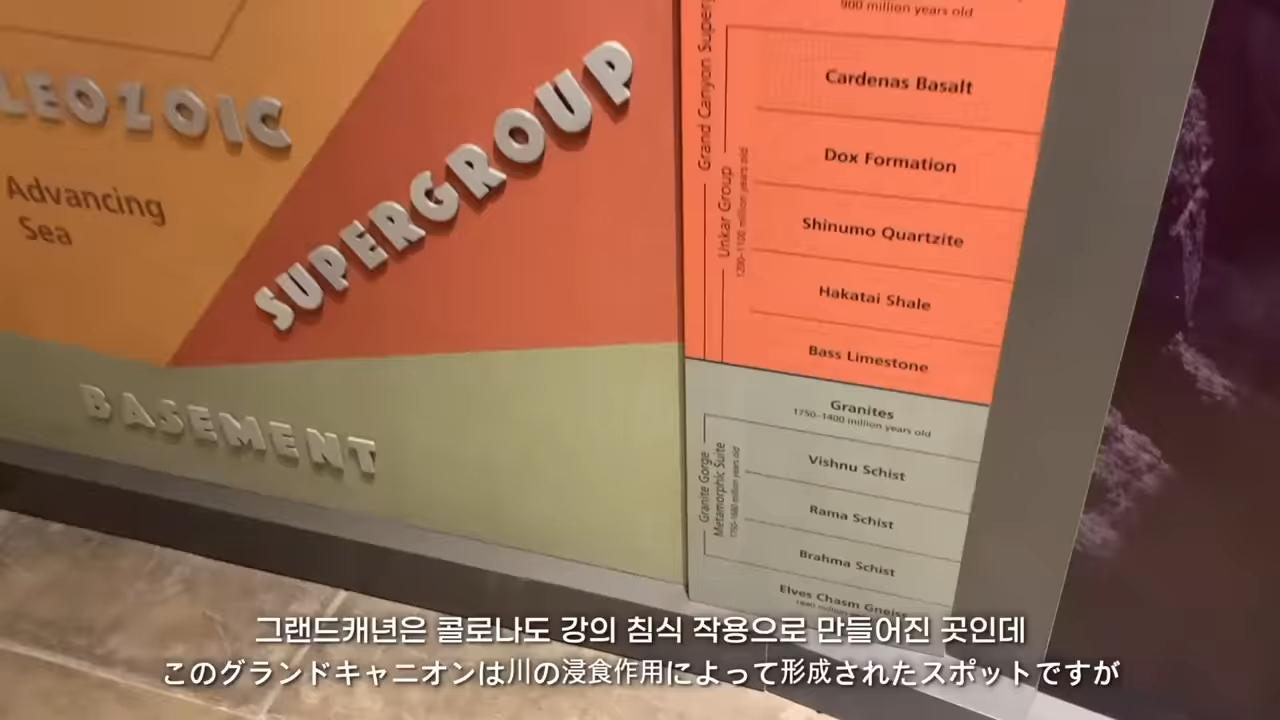 LEOZOIC
Advancing
Sea
SUPERGROUP
BASEMENT
900 million years old
Grand Canyon Super
Unkar Group
1200–1100 million years old
Cardenas Basalt
Dox Formation
Shinumo Quartzite
Hakatai Shale
Bass Limestone
Granites
1750–1400 million years old
Granite Gorge
Metamorphic Suite
Vishnu Schist
Rama Schist
Brahma Schist
Elves Chasm Gneiss
그랜드캐년은 콜로나도 강의 침식 작용으로 만들어진 곳인데
このグランドキャニオンは川の浸食作用によって形成されたスポットですが